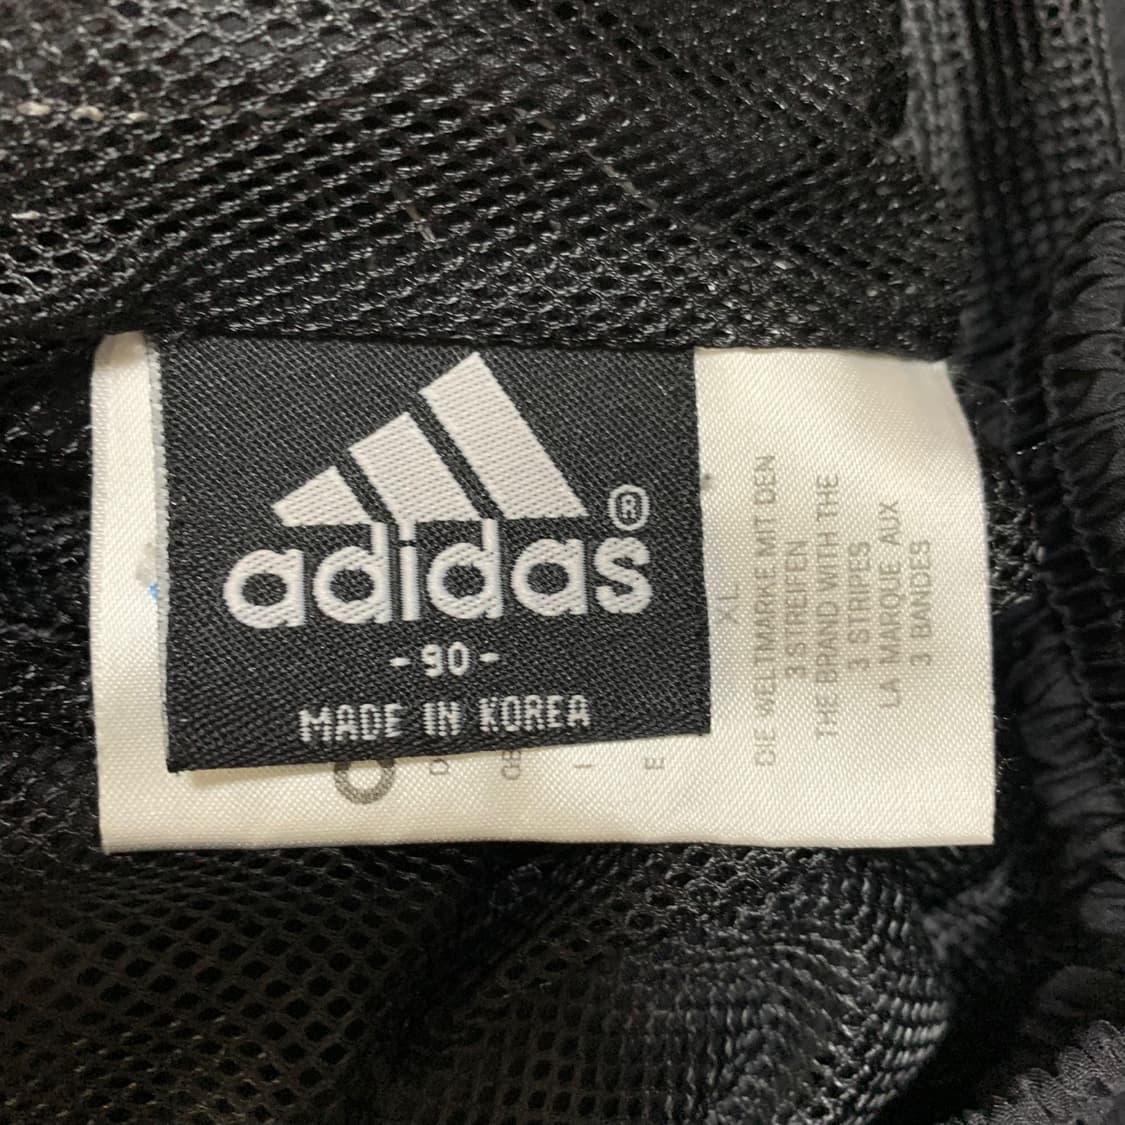 adidas®
- 90 -
MADE IN KOREA
XL
DIE WELTMARKE MIT DEN
3 STREIFEN
THE BRAND WITH THE
3 STRIPES
LA MARQUE AUX
3 BANDES
D
GB
I
E